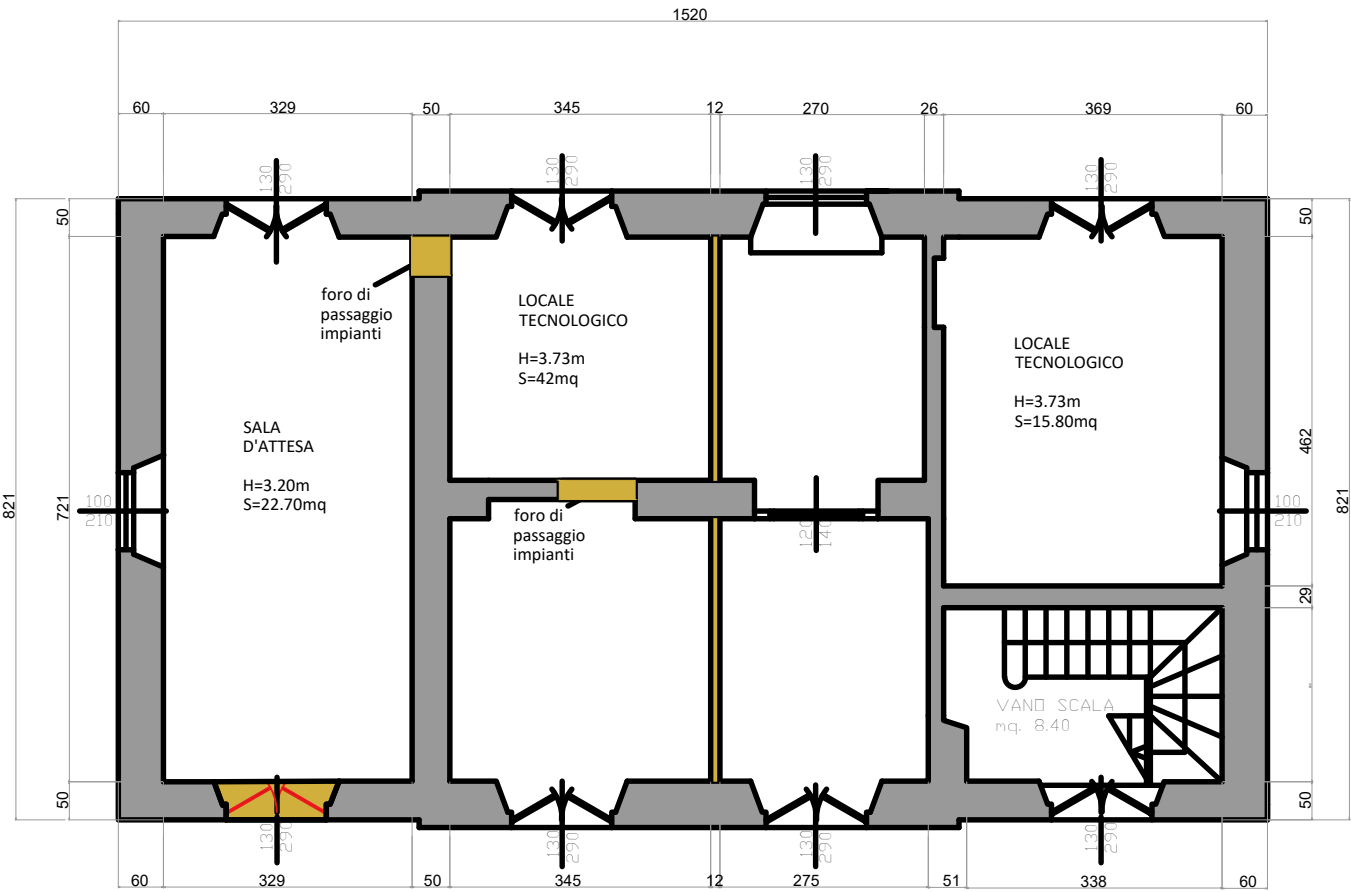 1520
60 329 50 345 12 270 26 369 60
130
290
130
290
130
290
130
290
50
50
foro di
passaggio
impianti
LOCALE
TECNOLOGICO
H=3.73m
S=42mq
LOCALE
TECNOLOGICO
H=3.73m
S=15.80mq
SALA
D'ATTESA
H=3.20m
S=22.70mq
462
821
721
100
210
100
210
821
foro di
passaggio
impianti
120
140
29
VANO SCALA
mq. 8.40
50
50
130
290
130
290
130
290
130
290
60 329 50 345 12 275 51 338 60